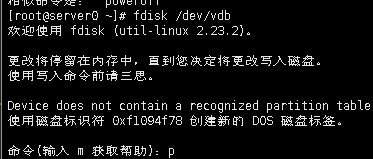 相似命令是： 'poweroff'
[root@server0 ~]# fdisk /dev/vdb
欢迎使用 fdisk (util-linux 2.23.2)。
更改将停留在内存中，直到您决定将更改写入磁盘。
使用写入命令前请三思。
Device does not contain a recognized partition table
使用磁盘标识符 0xf1094f78 创建新的 DOS 磁盘标签。
命令(输入 m 获取帮助)：p